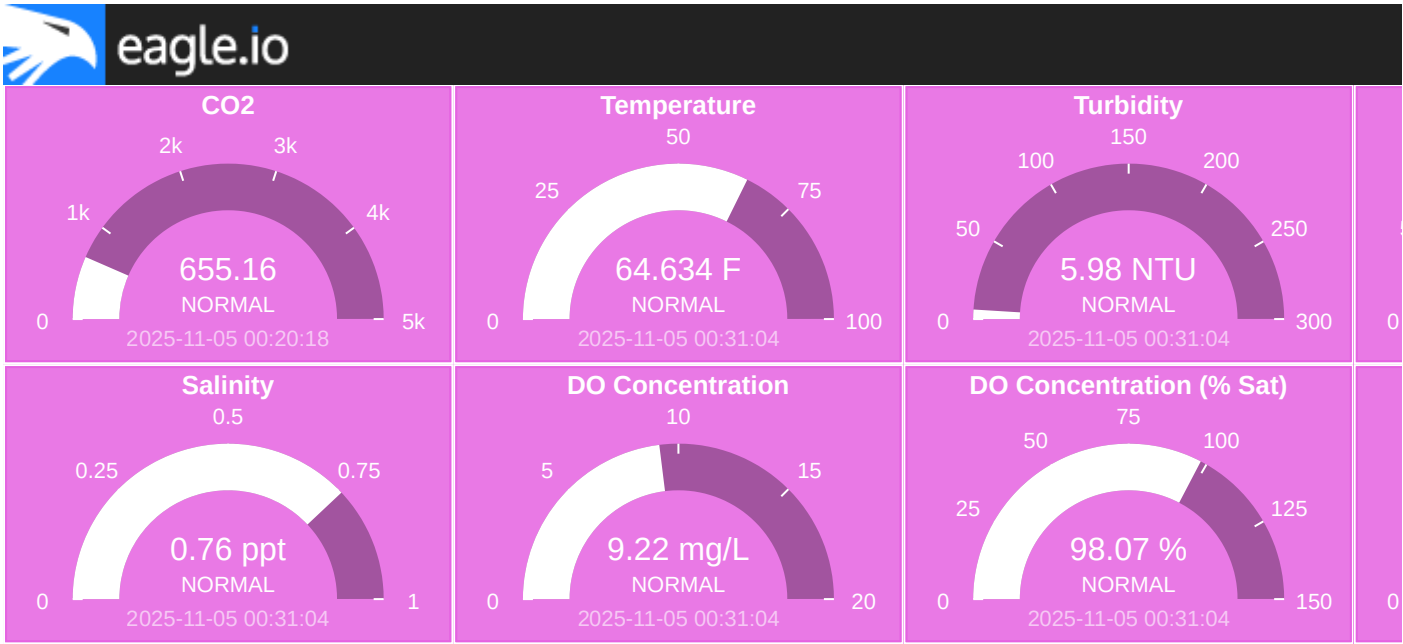 eagle.io
CO2
0
1k
2k
3k
4k
5k
655.16
NORMAL
2025-11-05 00:20:18
Temperature
0
25
50
75
100
64.634 F
NORMAL
2025-11-05 00:31:04
Turbidity
0
50
100
150
200
250
300
5.98 NTU
NORMAL
2025-11-05 00:31:04
0
Salinity
0
0.25
0.5
0.75
1
0.76 ppt
NORMAL
2025-11-05 00:31:04
DO Concentration
0
5
10
15
20
9.22 mg/L
NORMAL
2025-11-05 00:31:04
DO Concentration (% Sat)
0
25
50
75
100
125
150
98.07 %
NORMAL
2025-11-05 00:31:04
0